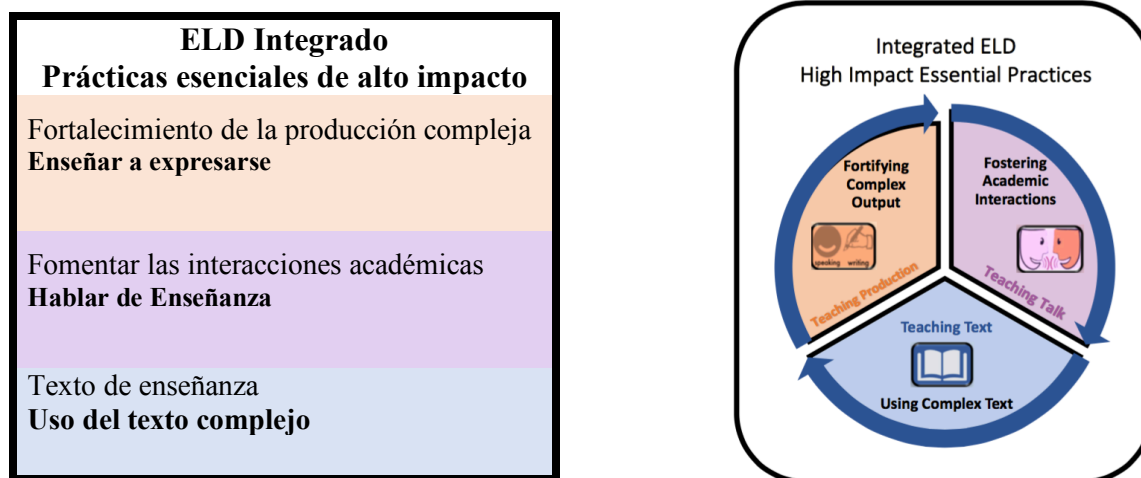 ELD Integrado
Prácticas esenciales de alto impacto
Fortalecimiento de la producción compleja
Enseñar a expresarse
Fomentar las interacciones académicas
Hablar de Enseñanza
Texto de enseñanza
Uso del texto complejo
Integrated ELD
High Impact Essential Practices
Fortifying
Complex
Output
speaking writing
Teaching Production
Fostering
Academic
Interactions
Teaching Talk
Teaching Text
Using Complex Text